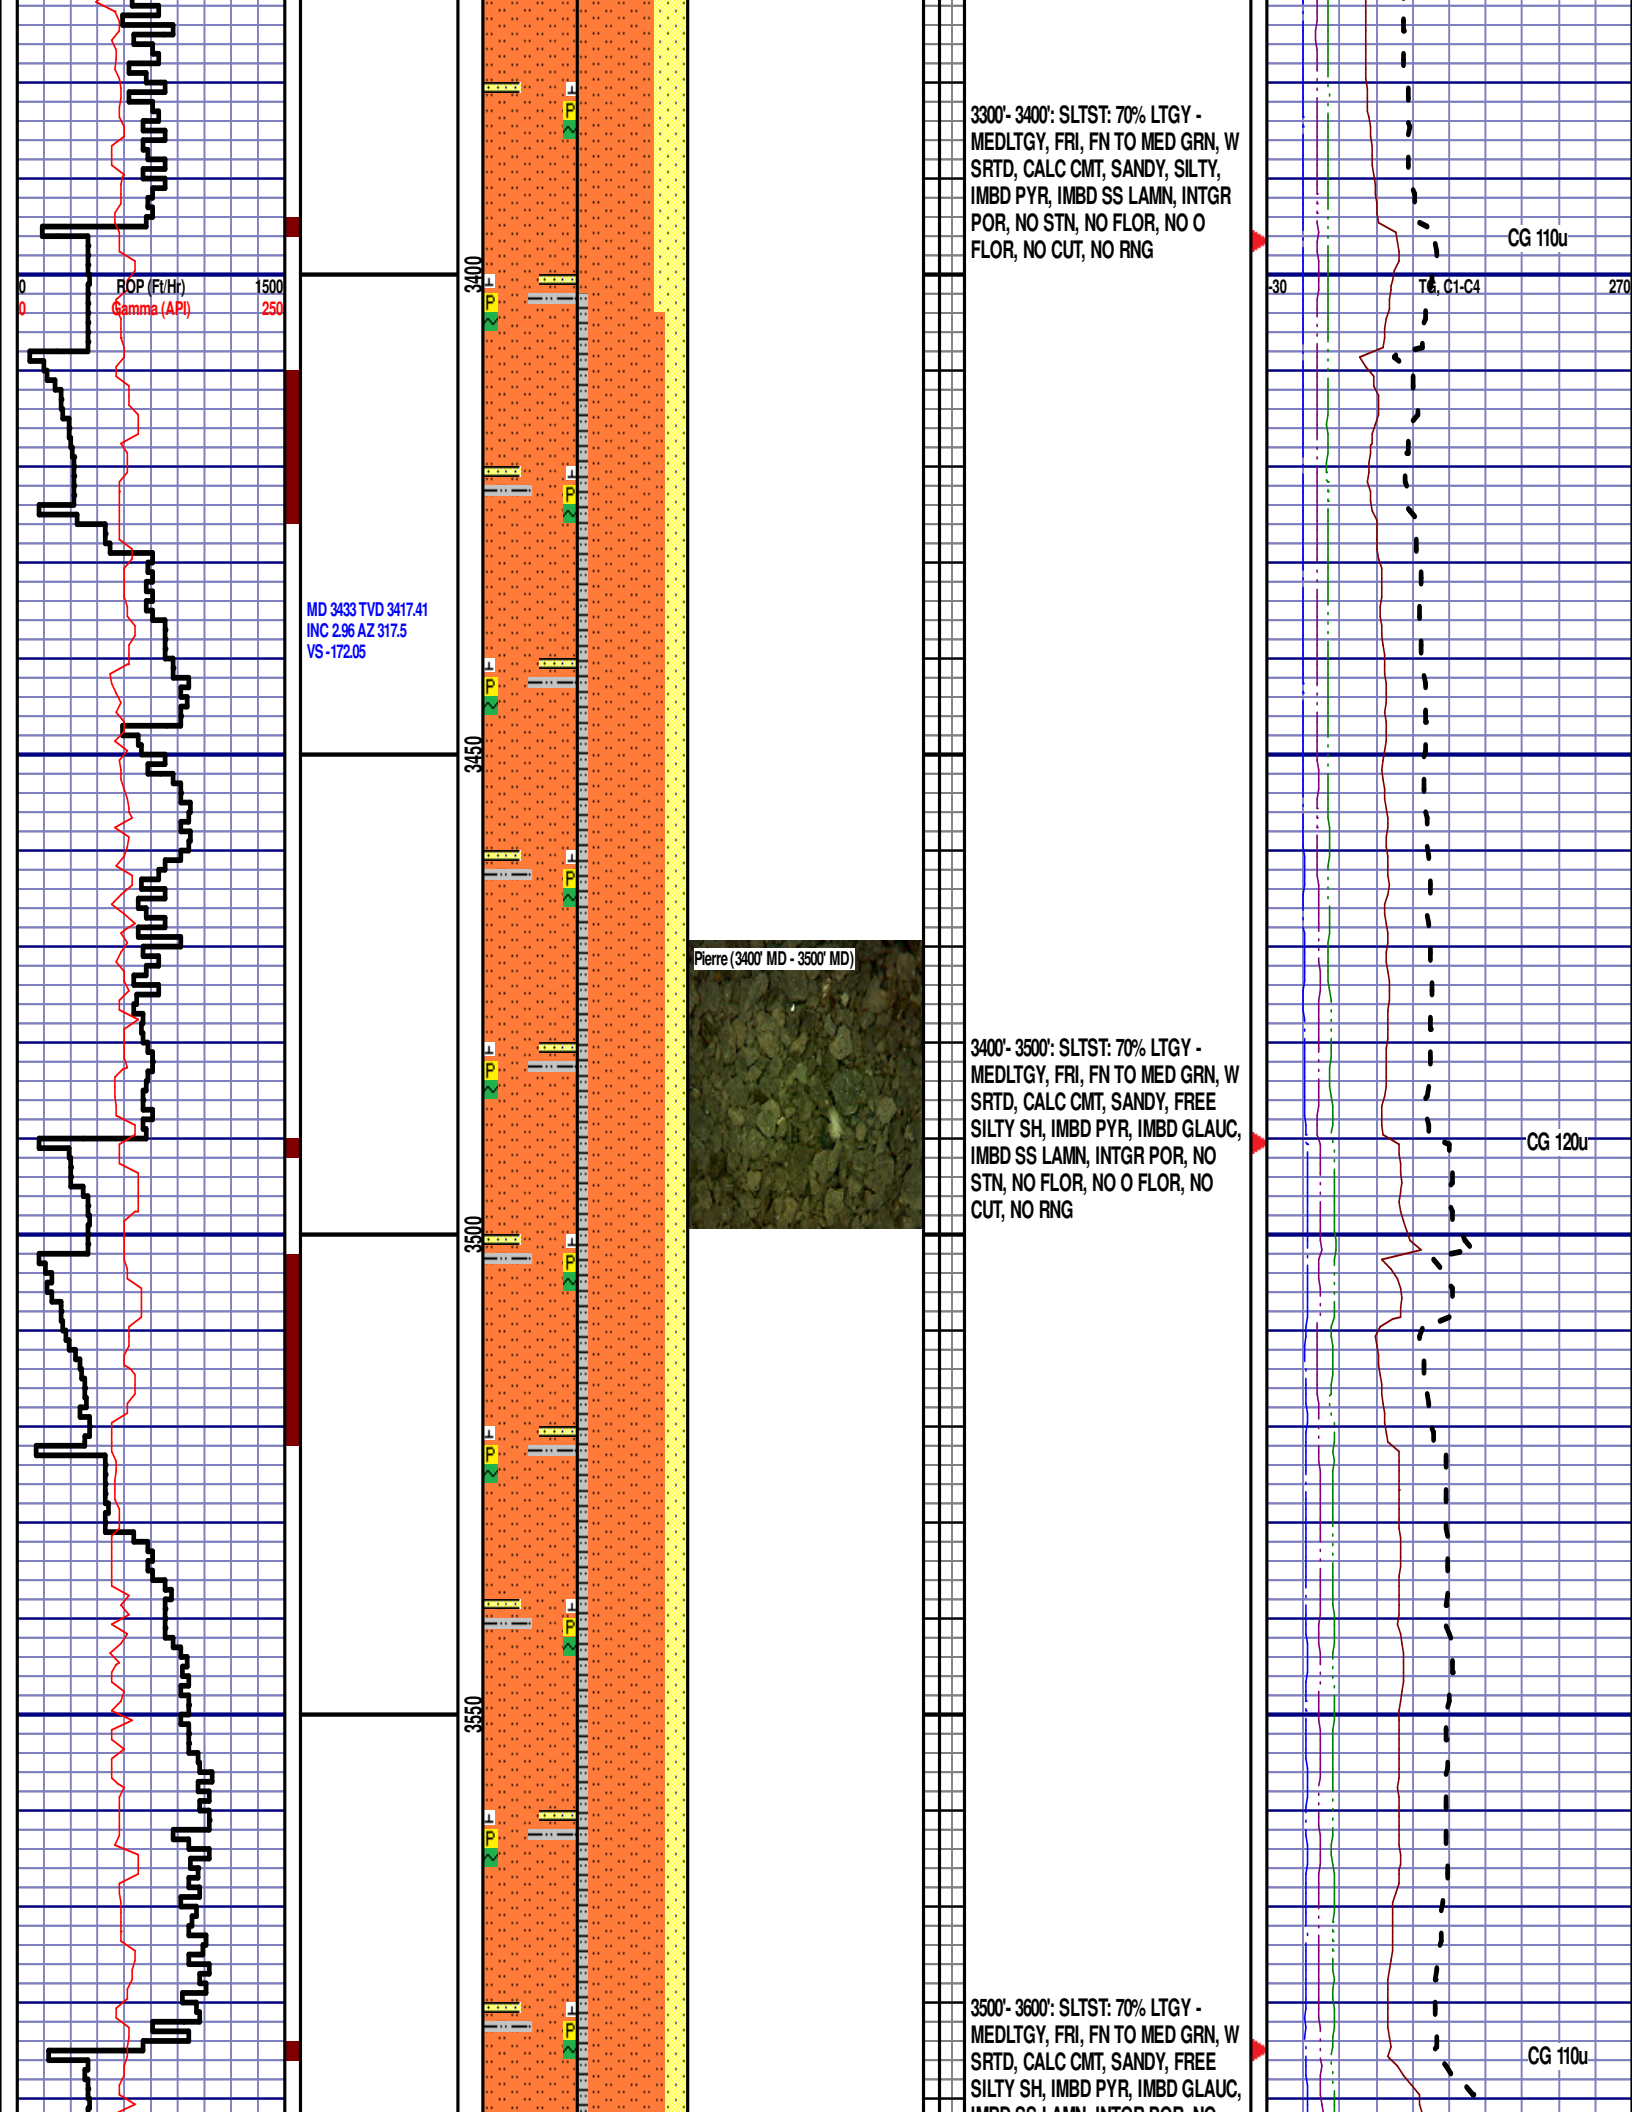 3300'- 3400': SLTST: 70% LTGY -
MEDLTGY, FRI, FN TO MED GRN, W
SRTD, CALC CMT, SANDY, SILTY,
IMBD PYR, IMBD SS LAMN, INTGR
POR, NO STN, NO FLOR, NO O
FLOR, NO CUT, NO RNG
CG 110u
0 ROP (Ft/Hr) 1500
0 Gamma (API) 250
3400
-30 TG, C1-C4 270
P
P
P
MD 3433 TVD 3417.41
INC 2.96 AZ 317.5
VS -172.05
P
3450
P
Pierre (3400' MD - 3500' MD)
P
3400'- 3500': SLTST: 70% LTGY -
MEDLTGY, FRI, FN TO MED GRN, W
SRTD, CALC CMT, SANDY, FREE
SILTY SH, IMBD PYR, IMBD GLAUC,
IMBD SS LAMN, INTGR POR, NO
STN, NO FLOR, NO O FLOR, NO
CUT, NO RNG
CG 120u
3500
P
P
P
3550
P
P
3500'- 3600': SLTST: 70% LTGY -
MEDLTGY, FRI, FN TO MED GRN, W
SRTD, CALC CMT, SANDY, FREE
SILTY SH, IMBD PYR, IMBD GLAUC,
IMBD SS LAMN, INTGR POR, NO
CG 110u